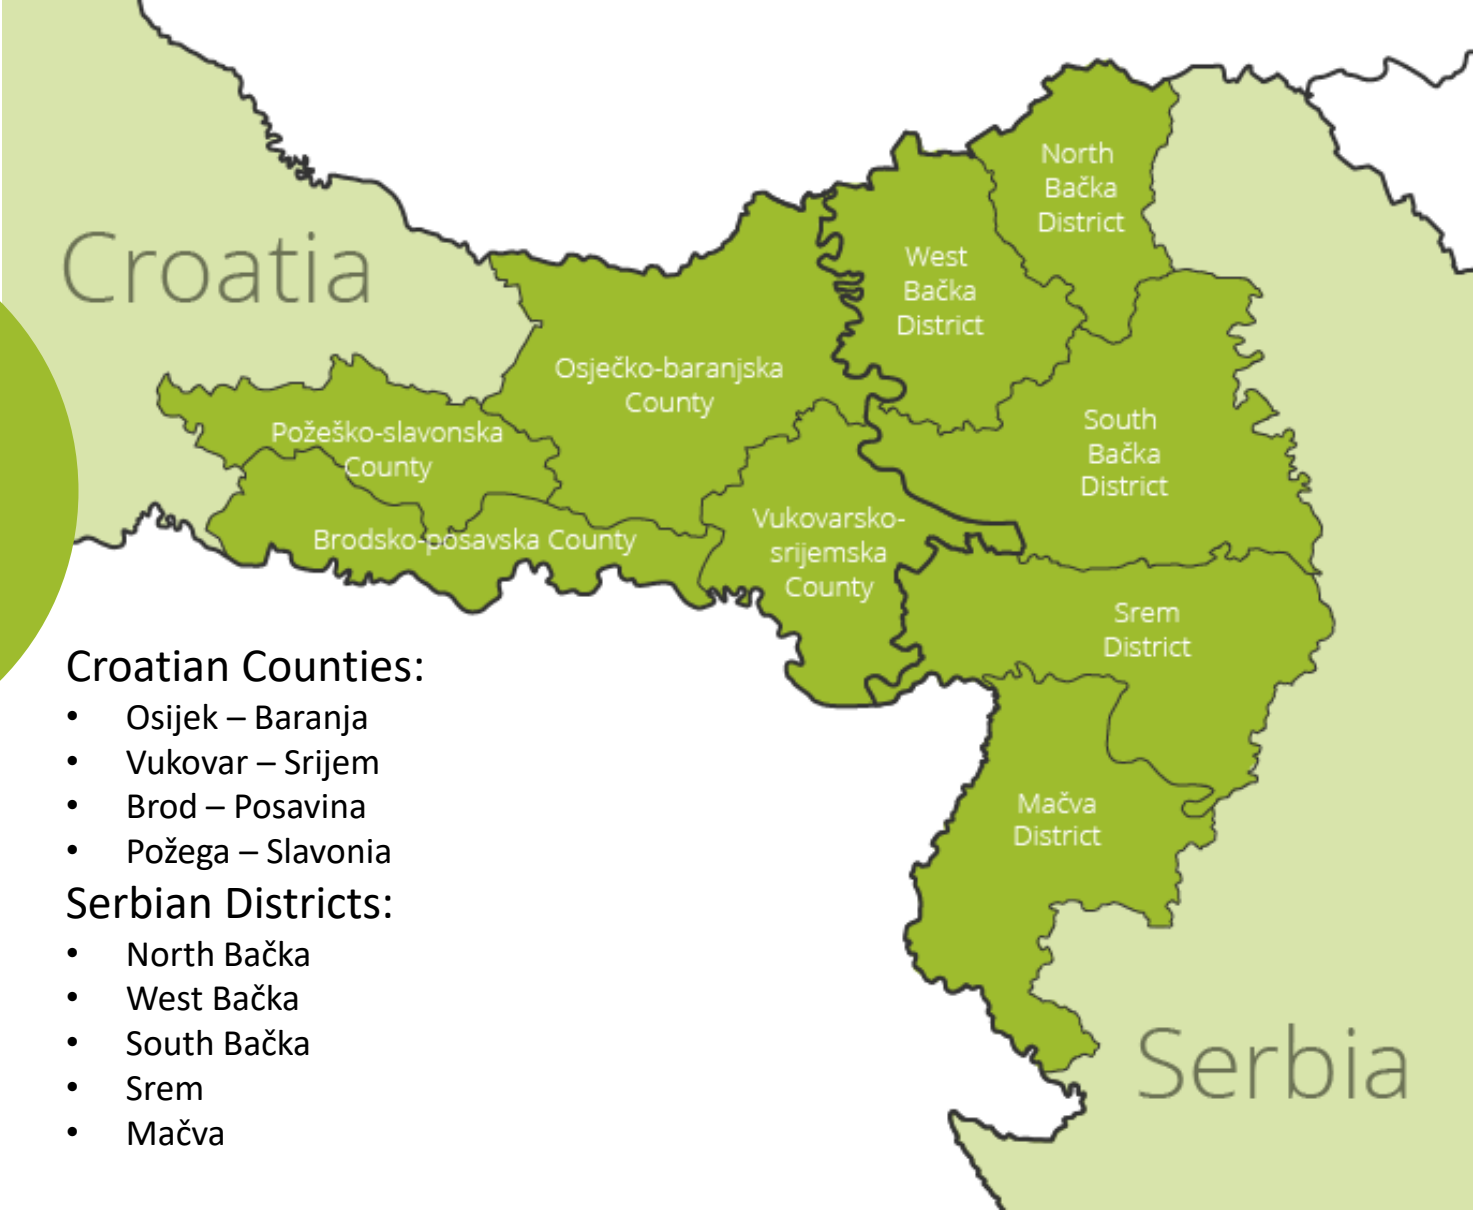 Croatia
North
Bačka
District
West
Bačka
District
Osječko-baranjska
County
South
Bačka
District
Požeško-slavonska
County
Vukovarsko-
srijemska
County
Brodsko-posavska County
Srem
District
Mačva
District
Serbia
Croatian Counties:
• Osijek – Baranja
• Vukovar – Srijem
• Brod – Posavina
• Požega – Slavonia
Serbian Districts:
• North Bačka
• West Bačka
• South Bačka
• Srem
• Mačva